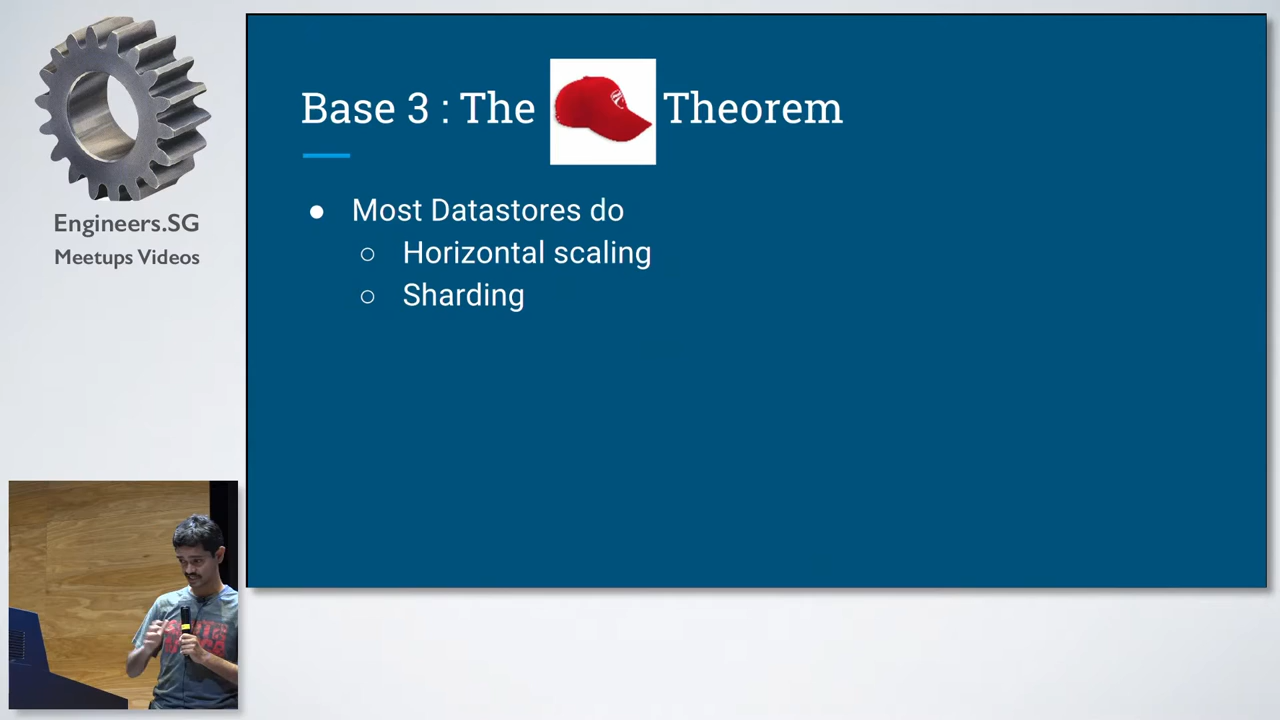 Engineers.SG
Meetups Videos
Base 3 : The Theorem
● Most Datastores do
○ Horizontal scaling
○ Sharding